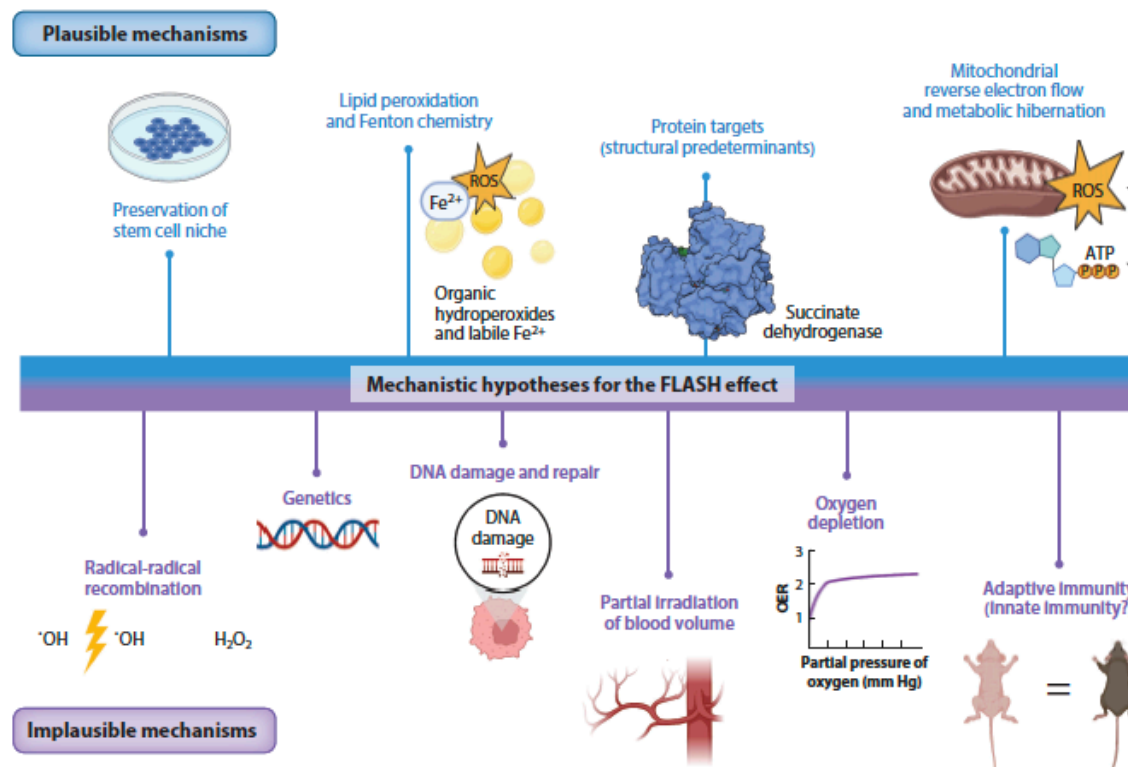 Plausible mechanisms
Preservation of
stem cell niche
Lipid peroxidation
and Fenton chemistry
ROS
Fe²⁺
Organic
hydroperoxides
and labile Fe²⁺
Protein targets
(structural predeterminants)
Succinate
dehydrogenase
Mitochondrial
reverse electron flow
and metabolic hibernation
ROS
ATP
P P P
Mechanistic hypotheses for the FLASH effect
Radical-radical
recombination
˙OH ˙OH H₂O₂
Genetics
DNA damage and repair
DNA
damage
Partial irradiation
of blood volume
Oxygen
depletion
OER
3
2
1
Partial pressure of
oxygen (mm Hg)
Adaptive immunity
(innate immunity?
=
Implausible mechanisms